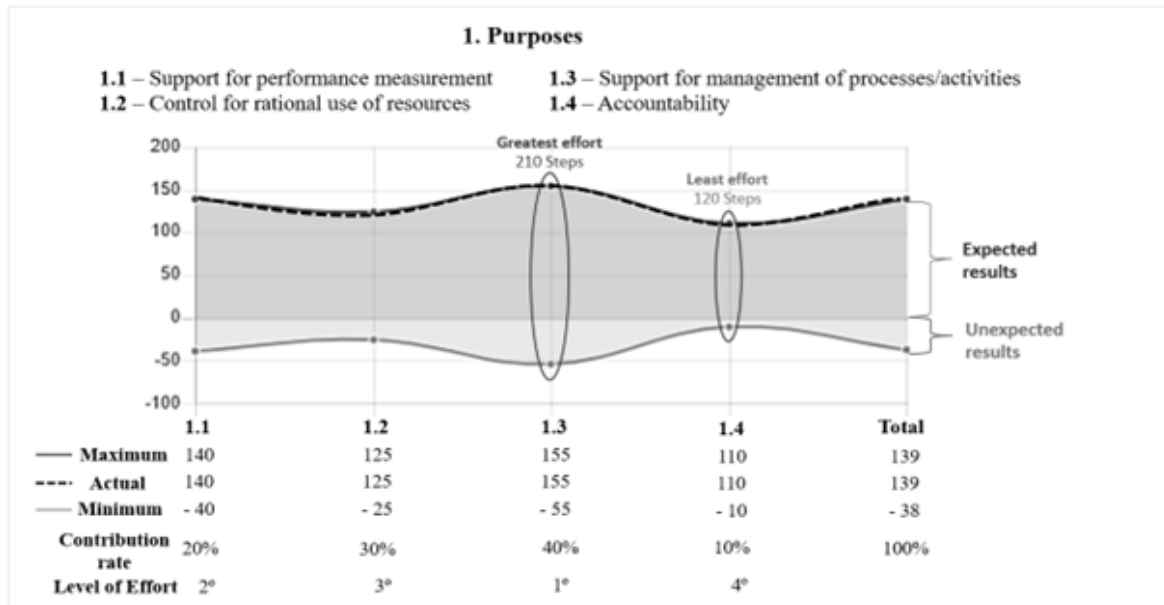 1. Purposes
1.1 – Support for performance measurement
1.3 – Support for management of processes/activities
1.2 – Control for rational use of resources
1.4 – Accountability
200
150
100
50
0
-50
-100
Greatest effort
210 Steps
Least effort
120 Steps
Expected
results
Unexpected
results
1.1 1.2 1.3 1.4 Total
Maximum 140 125 155 110 139
Actual 140 125 155 110 139
Minimum - 40 - 25 - 55 - 10 - 38
Contribution
rate 20% 30% 40% 10% 100%
Level of Effort 2º 3º 1º 4º